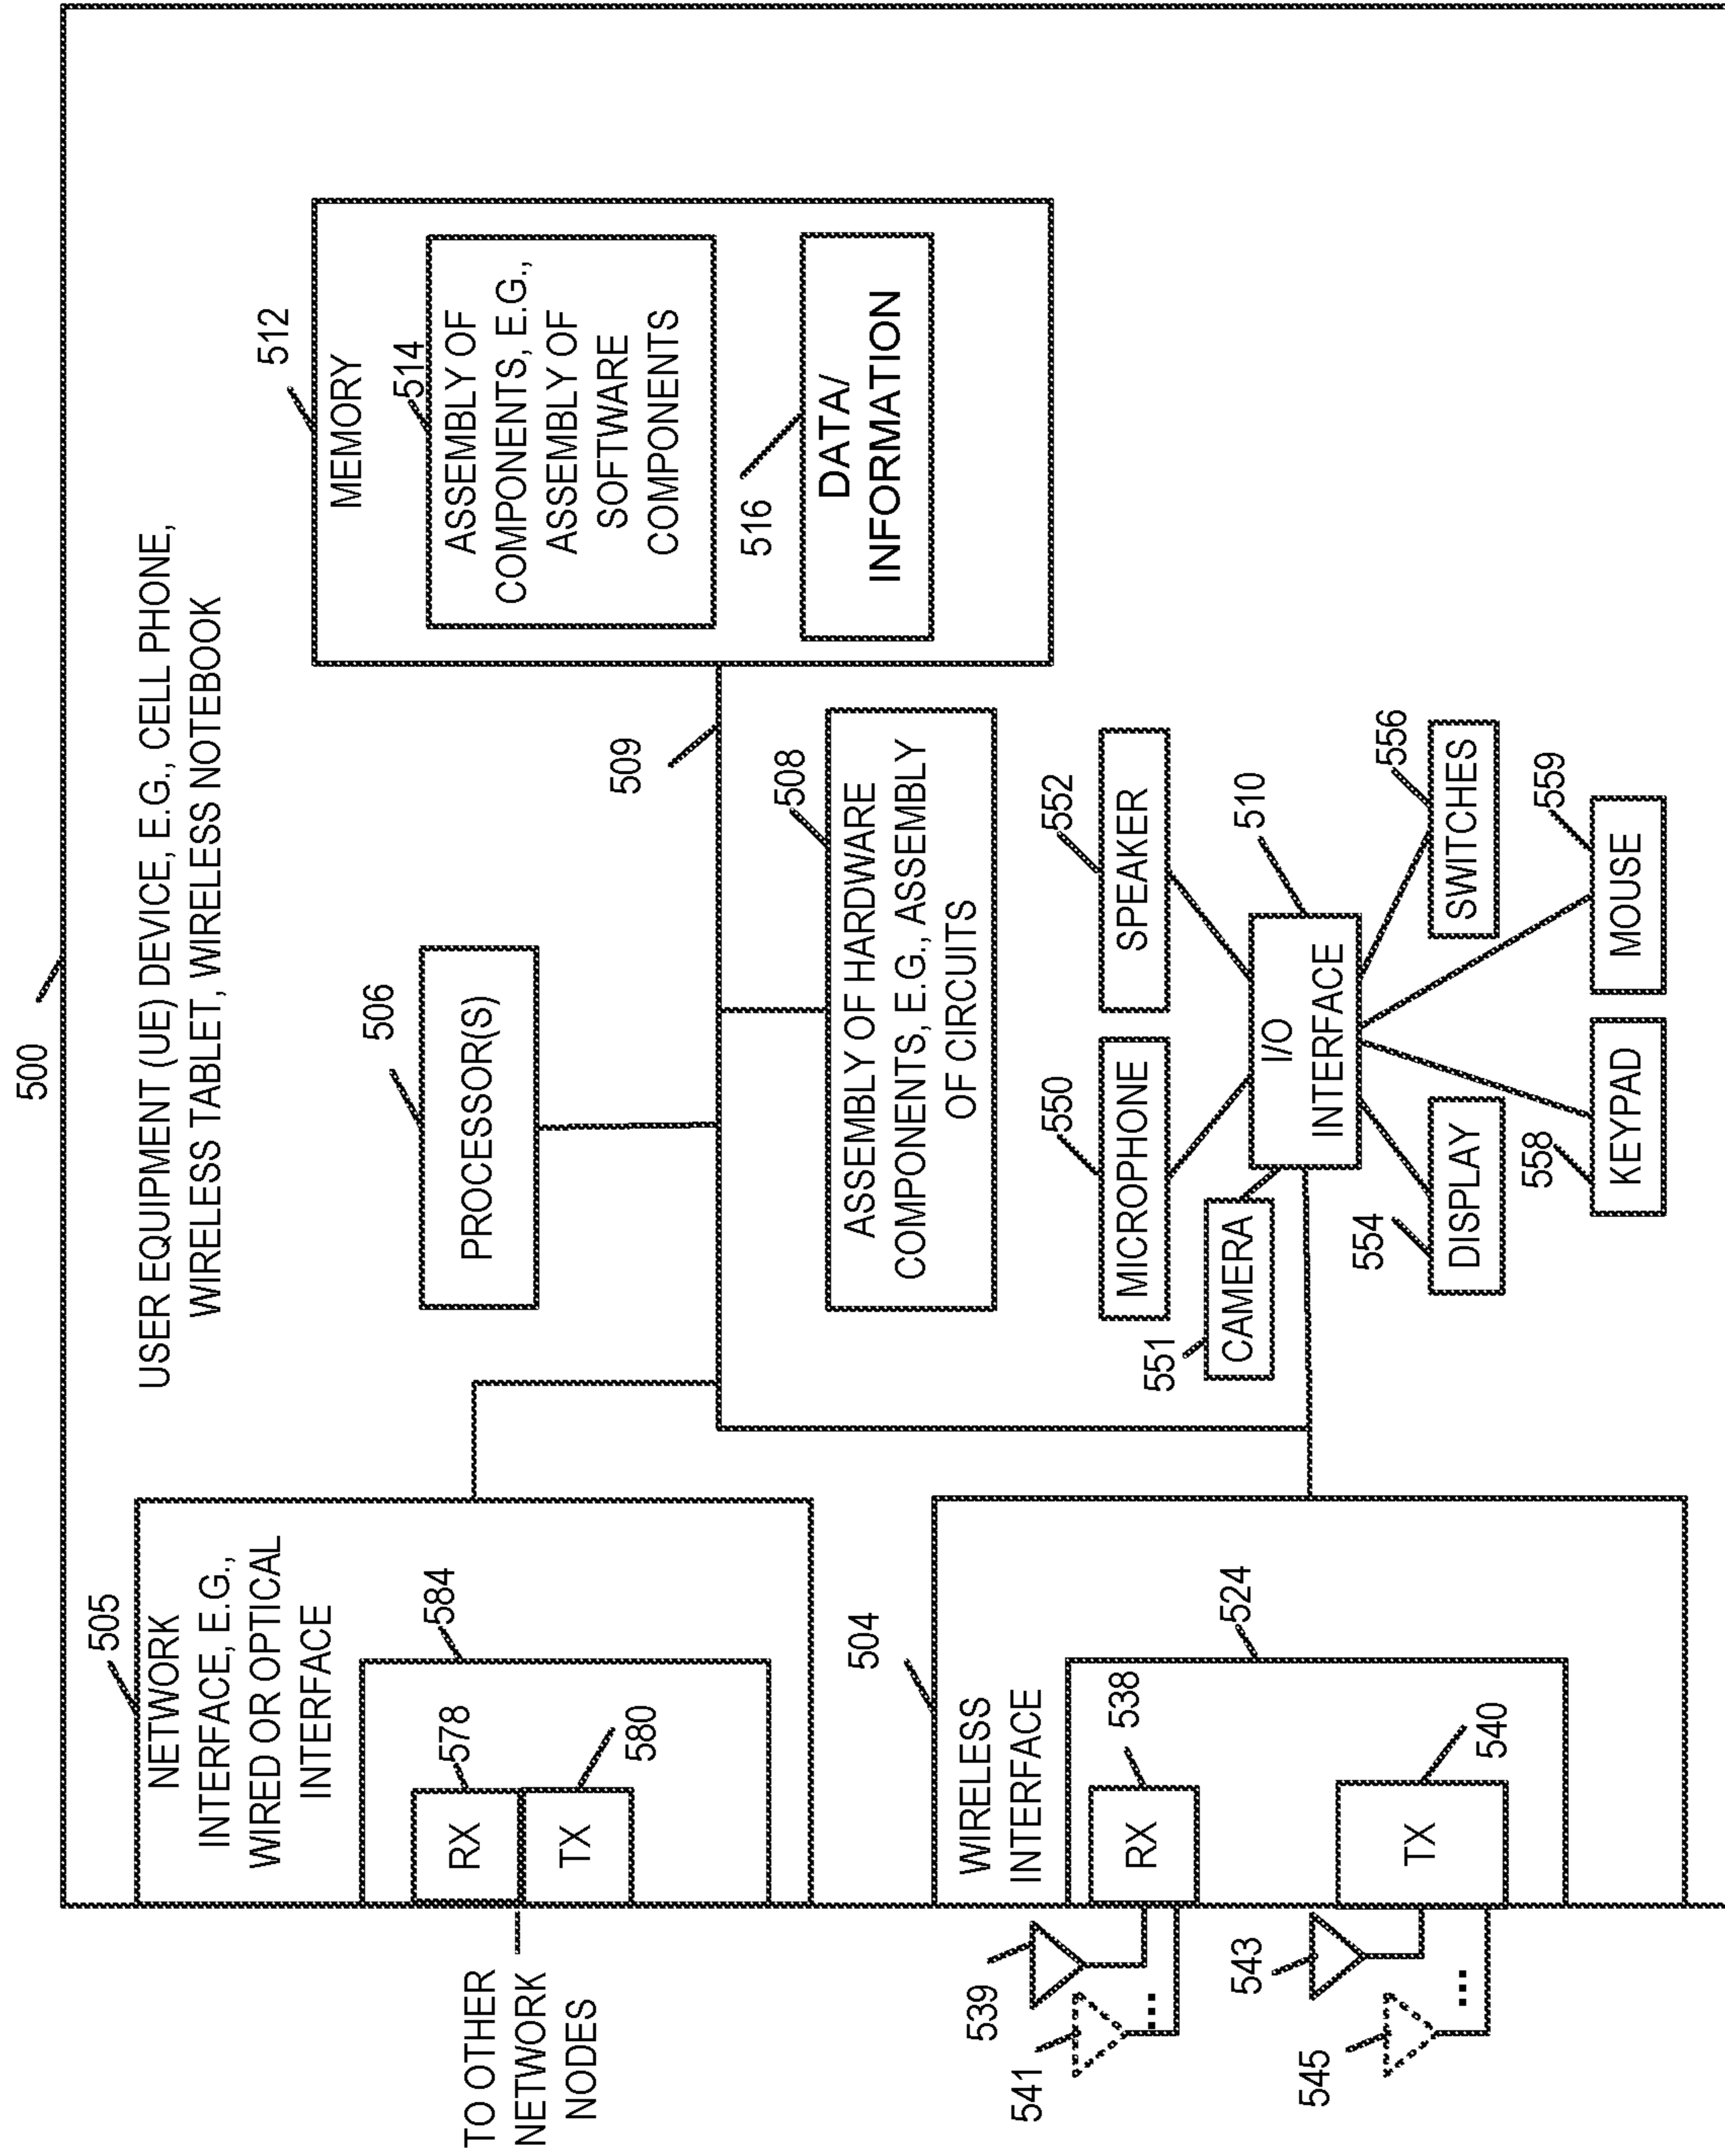 500
USER EQUIPMENT (UE) DEVICE, E.G., CELL PHONE,
WIRELESS TABLET, WIRELESS NOTEBOOK
505
NETWORK
INTERFACE, E.G.,
WIRED OR OPTICAL
INTERFACE
584
578
RX
TX
580
TO OTHER
NETWORK
NODES
506
PROCESSOR(S)
512
MEMORY
514
ASSEMBLY OF
COMPONENTS, E.G.,
ASSEMBLY OF
SOFTWARE
COMPONENTS
516
DATA/
INFORMATION
509
508
ASSEMBLY OF HARDWARE
COMPONENTS, E.G., ASSEMBLY
OF CIRCUITS
504
WIRELESS
INTERFACE
524
538
RX
540
TX
539
541
...
543
545
...
550
MICROPHONE
552
SPEAKER
551
CAMERA
510
I/O
INTERFACE
554
DISPLAY
556
SWITCHES
558
KEYPAD
559
MOUSE